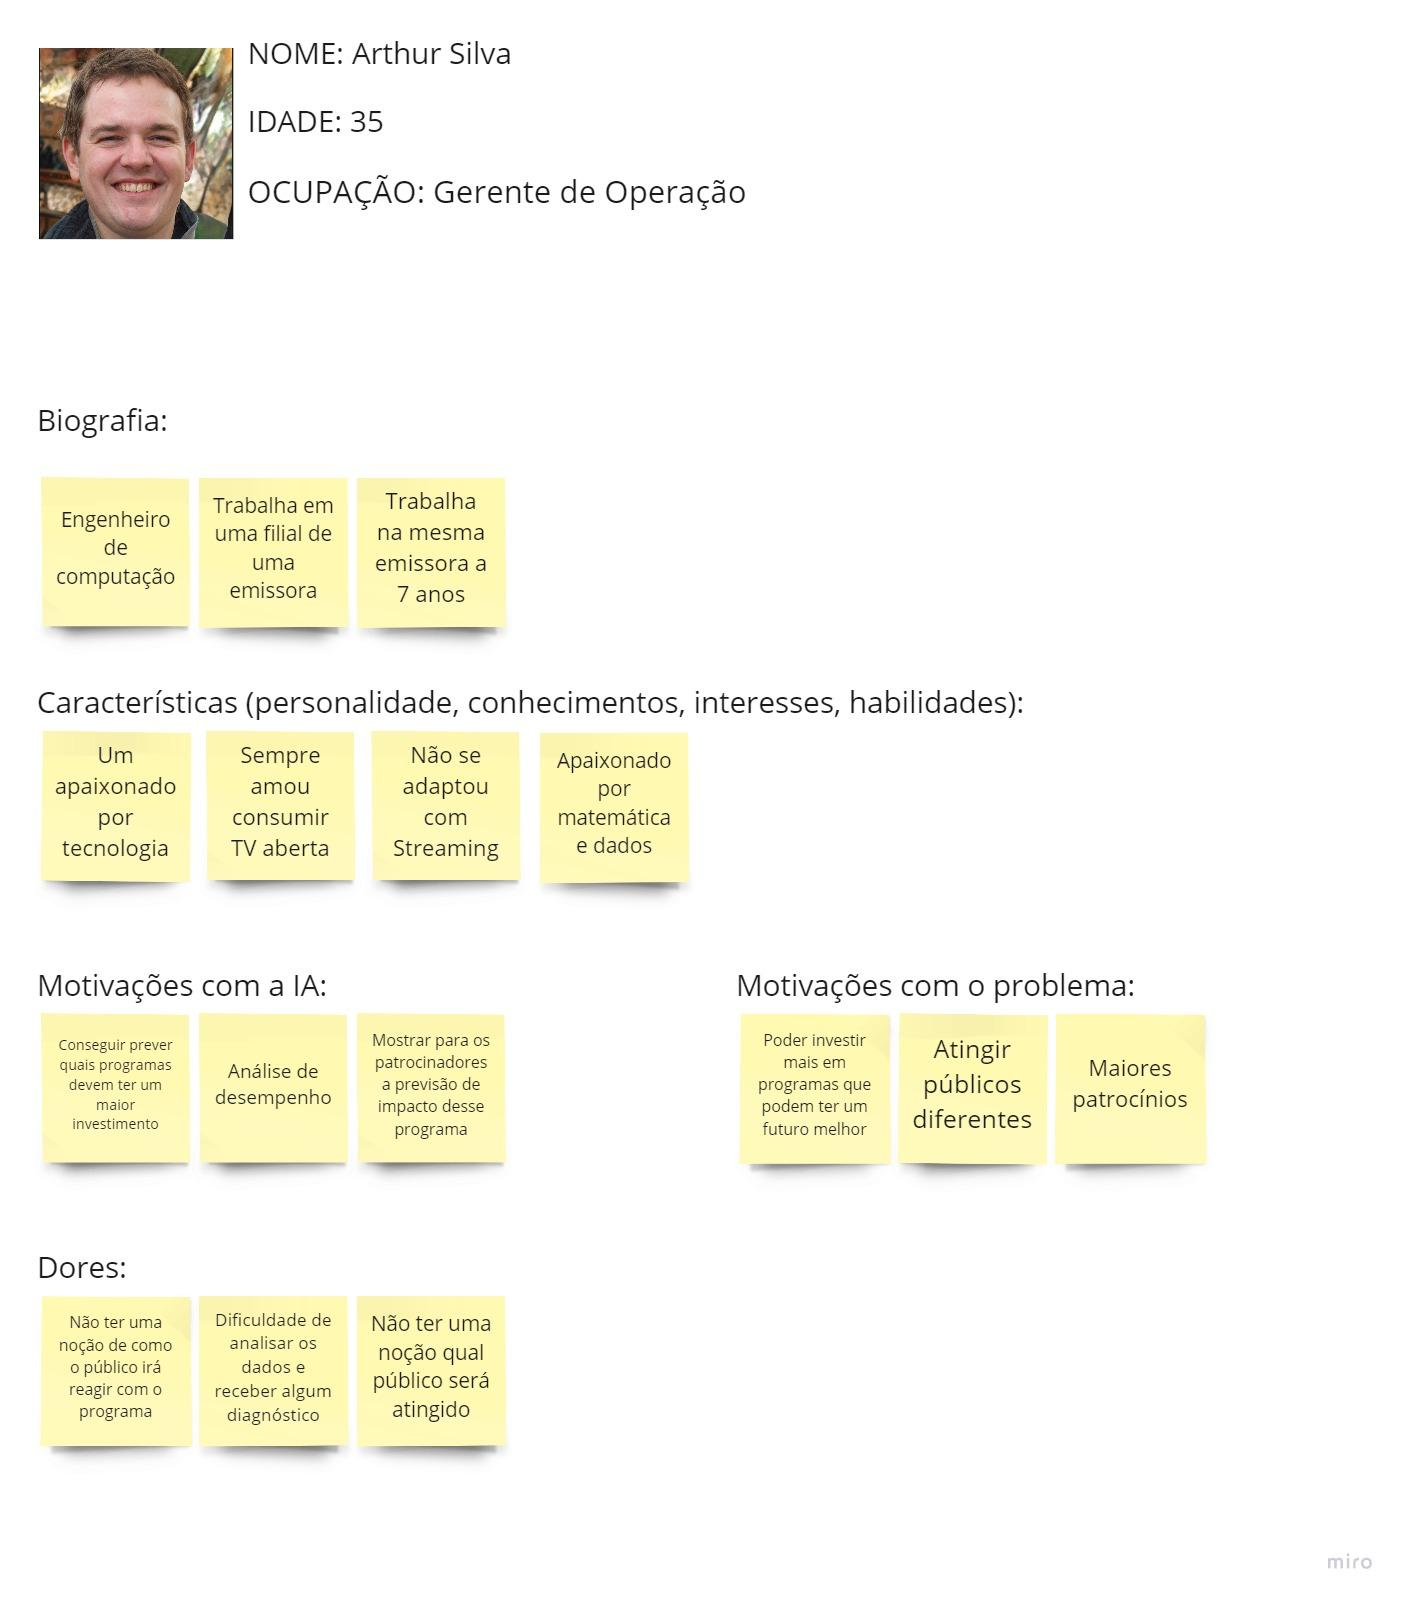 NOME: Arthur Silva
IDADE: 35
OCUPAÇÃO: Gerente de Operação
Biografia:
Engenheiro
de
computação
Trabalha em
uma filial de
uma
emissora
Trabalha
na mesma
emissora a
7 anos
Características (personalidade, conhecimentos, interesses, habilidades):
Um
apaixonado
por
tecnologia
Sempre
amou
consumir
TV aberta
Não se
adaptou
com
Streaming
Apaixonado
por
matemática
e dados
Motivações com a IA:
Conseguir prever
quais programas
devem ter um
maior
investimento
Análise de
desempenho
Mostrar para os
patrocinadores
a previsão de
impacto desse
programa
Motivações com o problema:
Poder investir
mais em
programas que
podem ter um
futuro melhor
Atingir
públicos
diferentes
Maiores
patrocínios
Dores:
Não ter uma
noção de como
o público irá
reagir com o
programa
Dificuldade de
analisar os
dados e
receber algum
diagnóstico
Não ter uma
noção qual
público será
atingido
miro